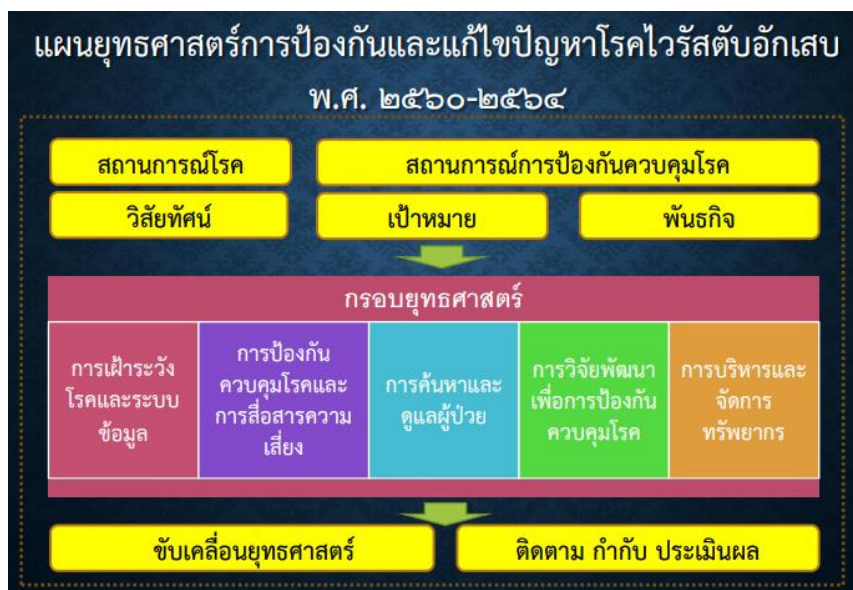 แผนยุทธศาสตร์การป้องกันและแก้ไขปัญหาโรคไวรัสตับอักเสบ
พ.ศ. ๒๕๖๐-๒๕๖๔
สถานการณ์โรค
สถานการณ์การป้องกันควบคุมโรค
วิสัยทัศน์
เป้าหมาย
พันธกิจ
กรอบยุทธศาสตร์
การเฝ้าระวัง
โรคและระบบ
ข้อมูล
การป้องกัน
ควบคุมโรคและ
การสื่อสารความ
เสี่ยง
การค้นหาและ
ดูแลผู้ป่วย
การวิจัยพัฒนา
เพื่อการป้องกัน
ควบคุมโรค
การบริหารและ
จัดการ
ทรัพยากร
ขับเคลื่อนยุทธศาสตร์
ติดตาม กำกับ ประเมินผล